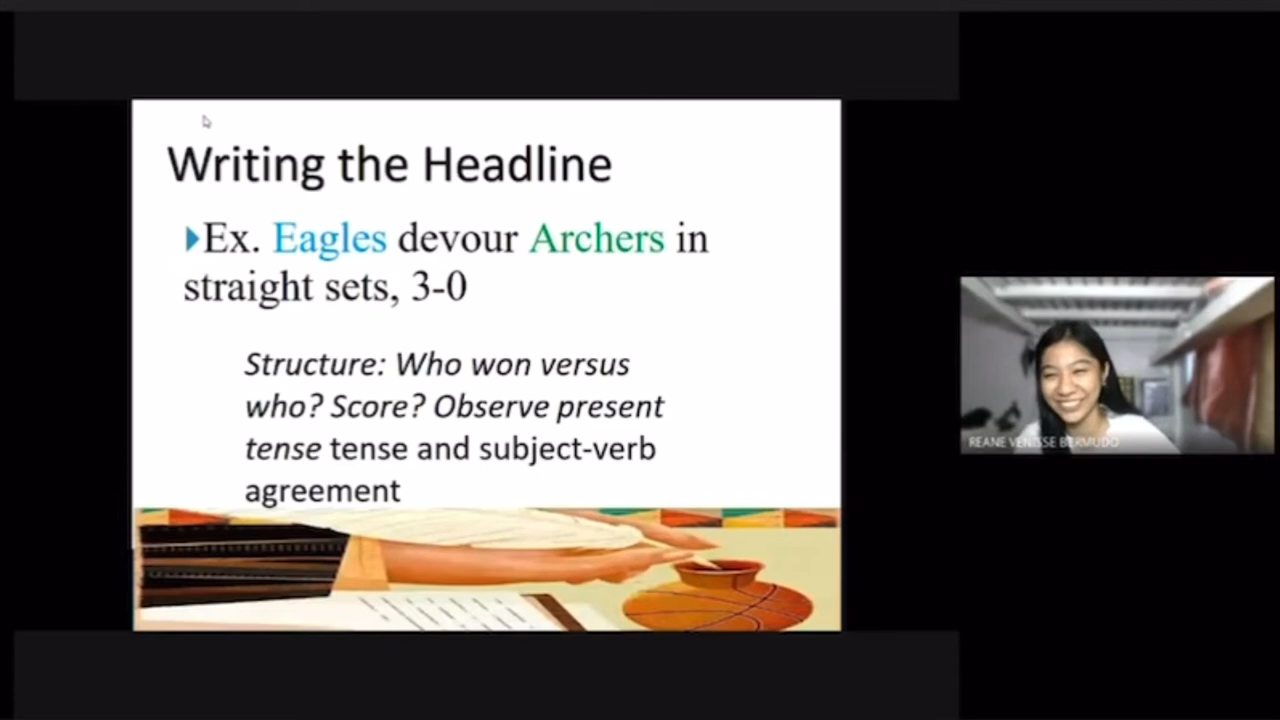 Writing the Headline
Ex. Eagles devour Archers in
straight sets, 3-0
Structure: Who won versus
who? Score? Observe present
tense tense and subject-verb
agreement
REANE VENISSE BERMUDO